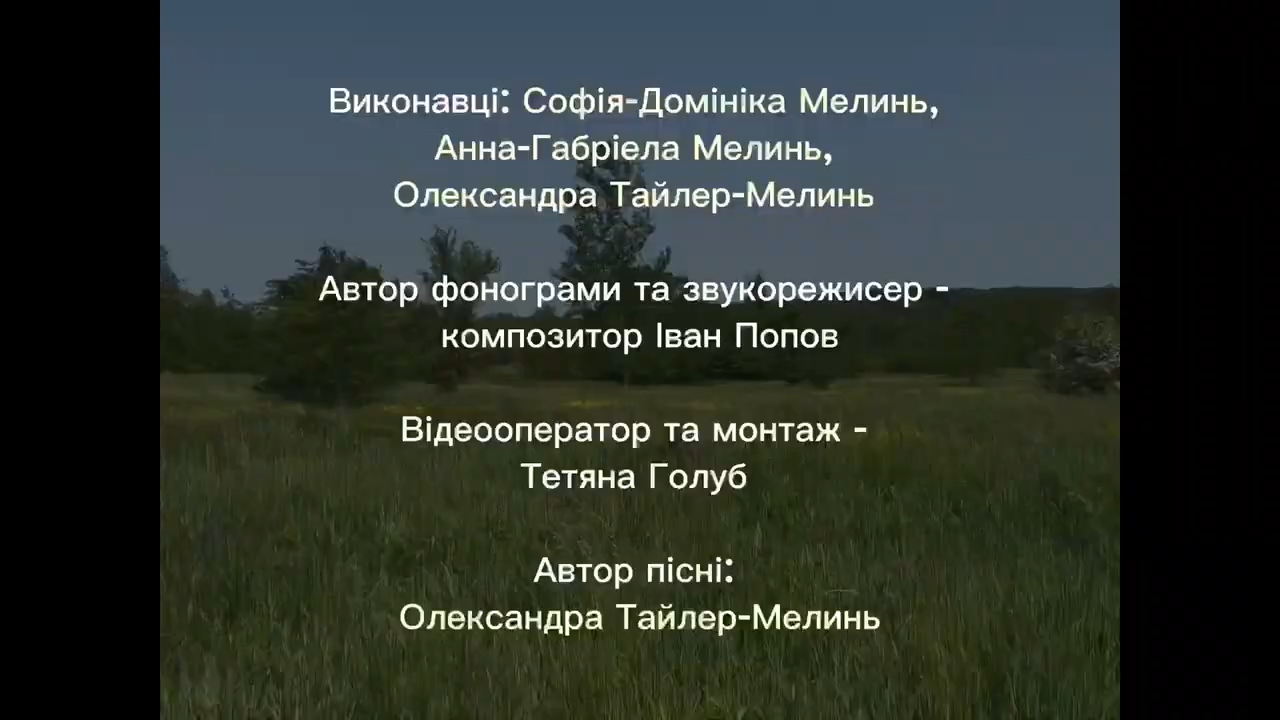 Виконавці: Софія-Домініка Мелинь,
Анна-Габріела Мелинь,
Олександра Тайлер-Мелинь
Автор фонограми та звукорежисер -
композитор Іван Попов
Відеооператор та монтаж -
Тетяна Голуб
Автор пісні:
Олександра Тайлер-Мелинь